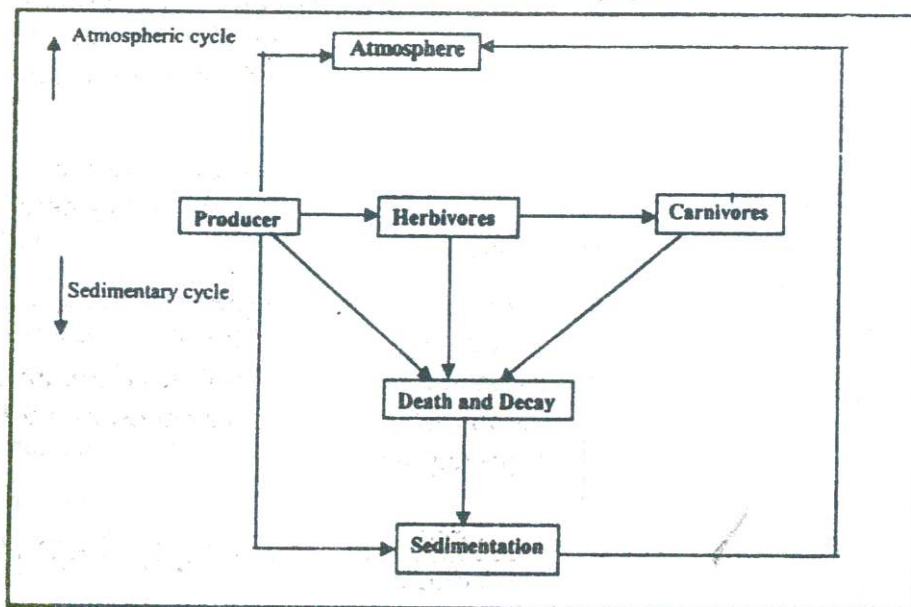 Atmospheric cycle
Atmosphere
Producer
Herbivores
Carnivores
Sedimentary cycle
Death and Decay
Sedimentation